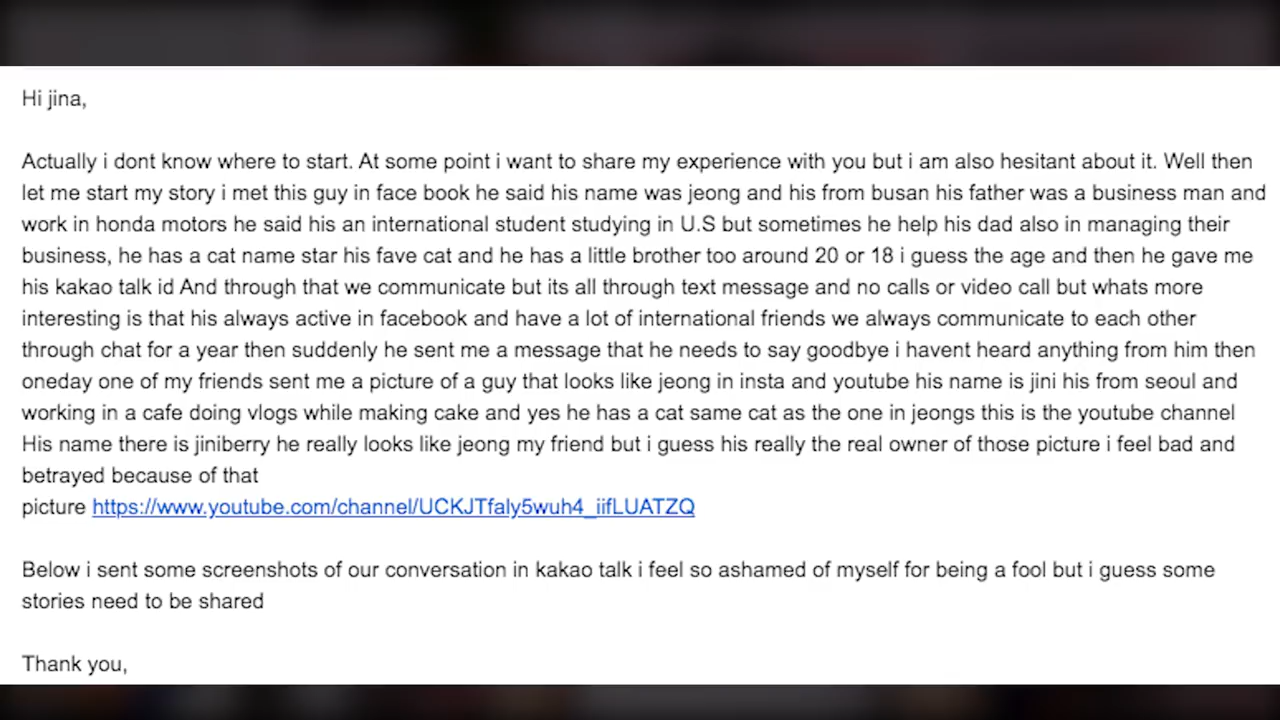 Hi jina,
Actually i dont know where to start. At some point i want to share my experience with you but i am also hesitant about it. Well then
let me start my story i met this guy in face book he said his name was jeong and his from busan his father was a business man and
work in honda motors he said his an international student studying in U.S but sometimes he help his dad also in managing their
business, he has a cat name star his fave cat and he has a little brother too around 20 or 18 i guess the age and then he gave me
his kakao talk id And through that we communicate but its all through text message and no calls or video call but whats more
interesting is that his always active in facebook and have a lot of international friends we always communicate to each other
through chat for a year then suddenly he sent me a message that he needs to say goodbye i havent heard anything from him then
oneday one of my friends sent me a picture of a guy that looks like jeong in insta and youtube his name is jini his from seoul and
working in a cafe doing vlogs while making cake and yes he has a cat same cat as the one in jeongs this is the youtube channel
His name there is jiniberry he really looks like jeong my friend but i guess his really the real owner of those picture i feel bad and
betrayed because of that
picture https://www.youtube.com/channel/UCKJTfaly5wuh4_iifLUATZQ
Below i sent some screenshots of our conversation in kakao talk i feel so ashamed of myself for being a fool but i guess some
stories need to be shared
Thank you,